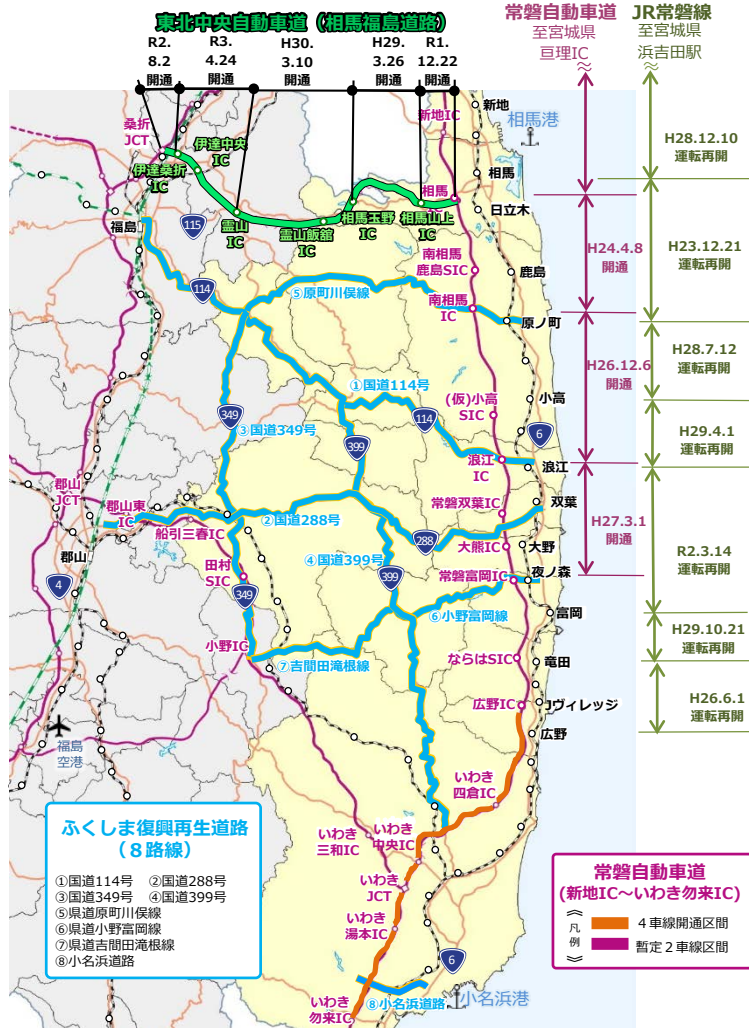 東北中央自動車道（相馬福島道路）
常磐自動車道
至宮城県
亘理IC
JR常磐線
至宮城県
浜吉田駅
R2.
8.2
開通
R3.
4.24
開通
H30.
3.10
開通
H29.
3.26
開通
R1.
12.22
開通
桑折
JCT
伊達桑折
IC
伊達中央
IC
霊山
IC
霊山飯舘
IC
相馬玉野
IC
相馬山上
IC
相馬
新地IC
新地
相馬港
相馬
日立木
鹿島
原ノ町
小高
浪江
双葉
大野
夜ノ森
富岡
竜田
Jヴィレッジ
広野
福島
115
114
⑤原町川俣線
南相馬
鹿島SIC
南相馬
IC
①国道114号
(仮)小高
SIC
349
③国道349号
399
114
6
浪江
IC
郡山
JCT
郡山東
IC
船引三春IC
②国道288号
常磐双葉IC
288
大熊IC
④国道399号
399
郡山
4
田村
SIC
349
常磐富岡IC
⑥小野富岡線
小野IC
⑦吉間田滝根線
ならはSIC
広野IC
福島
空港
いわき
四倉IC
いわき
三和IC
いわき
中央IC
いわき
JCT
いわき
湯本IC
6
⑧小名浜道路
小名浜港
いわき
勿来IC
H24.4.8
開通
H26.12.6
開通
H27.3.1
開通
H28.12.10
運転再開
H23.12.21
運転再開
H28.7.12
運転再開
H29.4.1
運転再開
R2.3.14
運転再開
H29.10.21
運転再開
H26.6.1
運転再開
ふくしま復興再生道路
（８路線）
①国道114号　②国道288号
③国道349号　④国道399号
⑤県道原町川俣線
⑥県道小野富岡線
⑦県道吉間田滝根線
⑧小名浜道路
常磐自動車道
(新地IC～いわき勿来IC)
《凡例》
４車線開通区間
暫定２車線区間